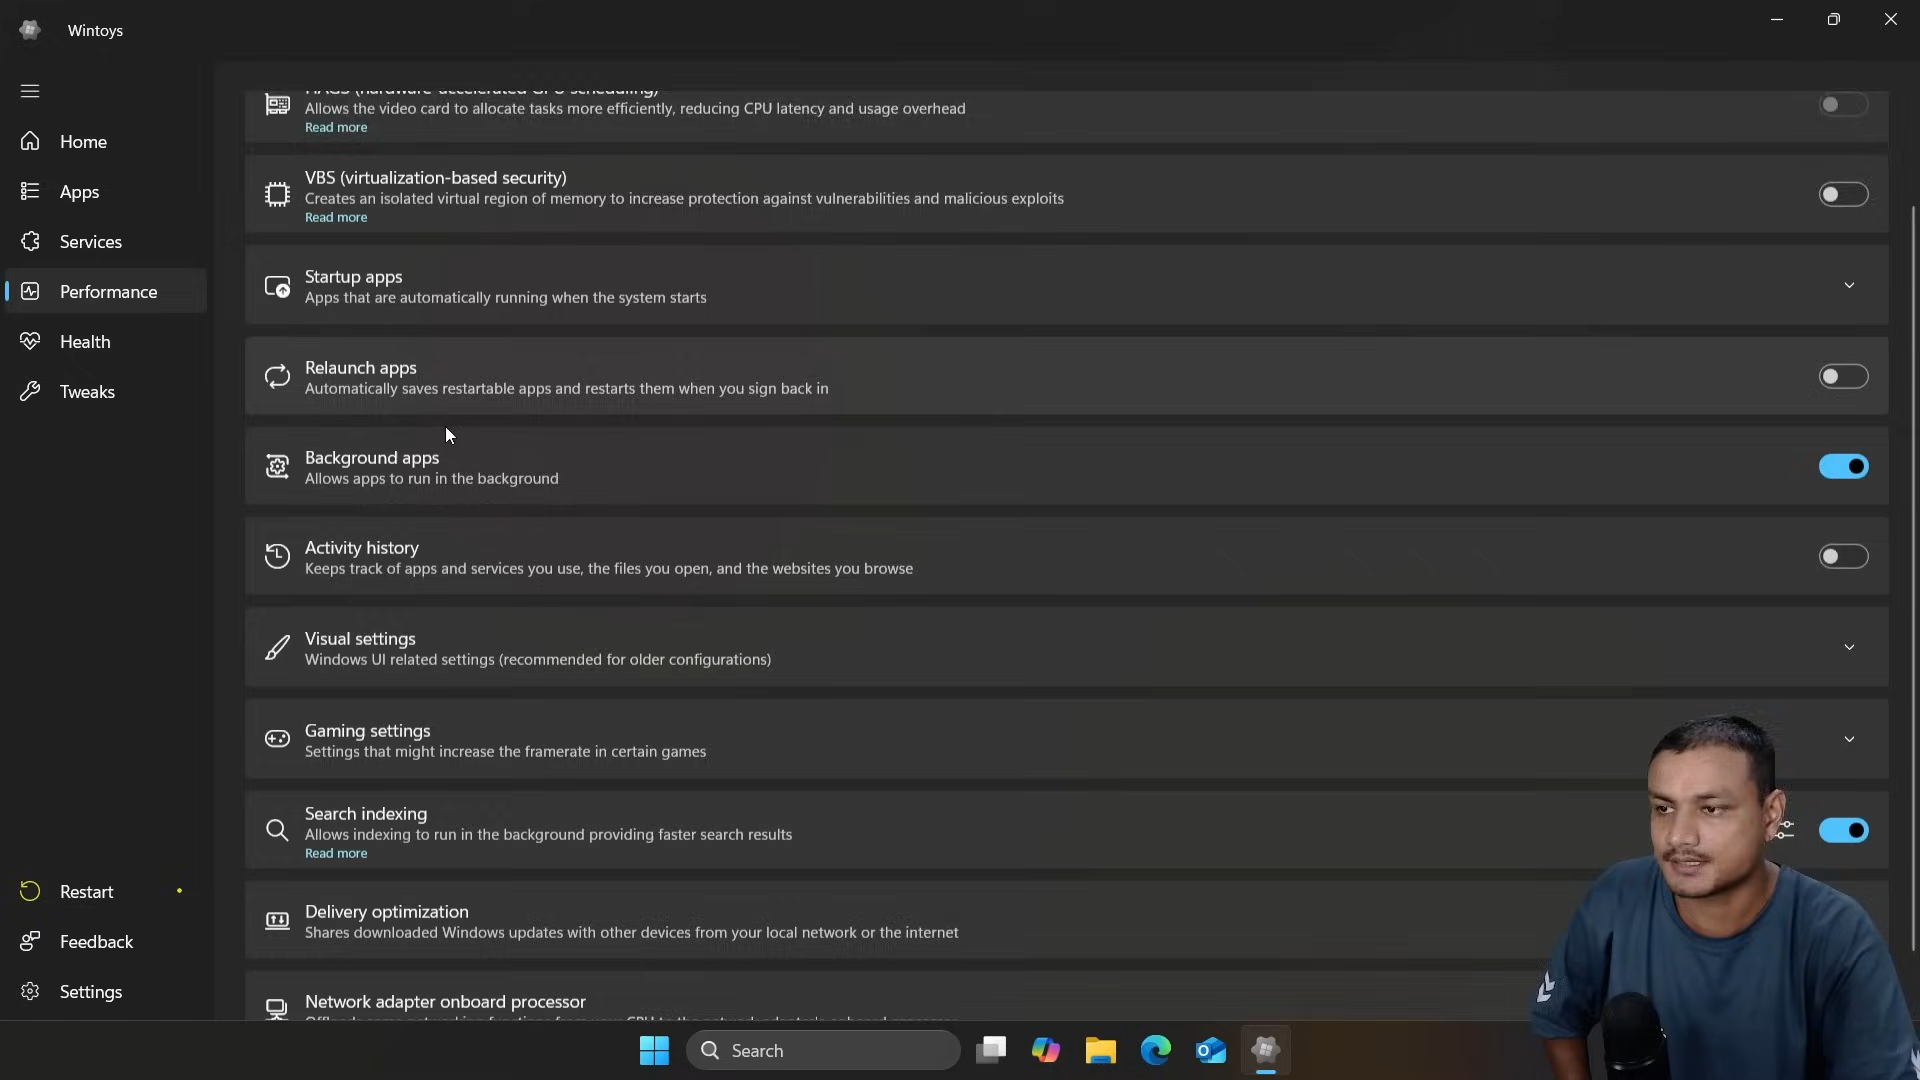 Wintoys
Home
Apps
Services
Performance
Health
Tweaks
Restart
Feedback
Settings
HAGS (hardware-accelerated GPU scheduling)
Allows the video card to allocate tasks more efficiently, reducing CPU latency and usage overhead
Read more
VBS (virtualization-based security)
Creates an isolated virtual region of memory to increase protection against vulnerabilities and malicious exploits
Read more
Startup apps
Apps that are automatically running when the system starts
Relaunch apps
Automatically saves restartable apps and restarts them when you sign back in
Background apps
Allows apps to run in the background
Activity history
Keeps track of apps and services you use, the files you open, and the websites you browse
Visual settings
Windows UI related settings (recommended for older configurations)
Gaming settings
Settings that might increase the framerate in certain games
Search indexing
Allows indexing to run in the background providing faster search results
Read more
Delivery optimization
Shares downloaded Windows updates with other devices from your local network or the internet
Network adapter onboard processor
Search